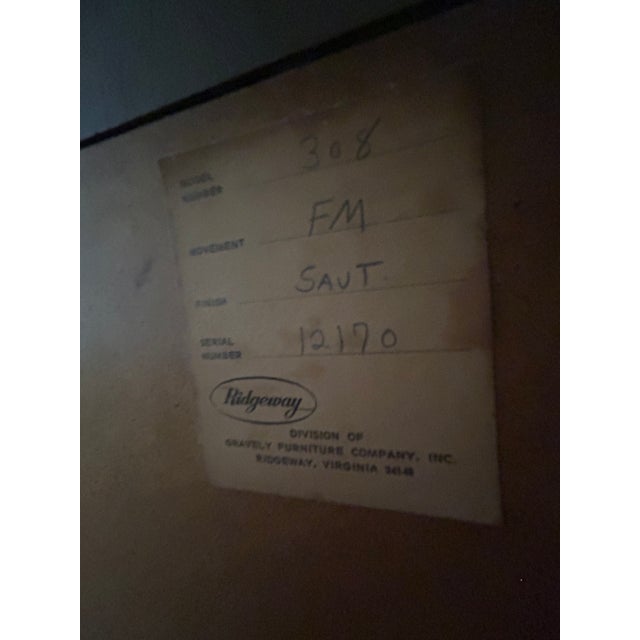 MODEL NUMBER 308
MOVEMENT FM
FINISH SAUT.
SERIAL NUMBER 12170
Ridgeway
DIVISION OF
GRAVELY FURNITURE COMPANY, INC.
RIDGEWAY, VIRGINIA 24148